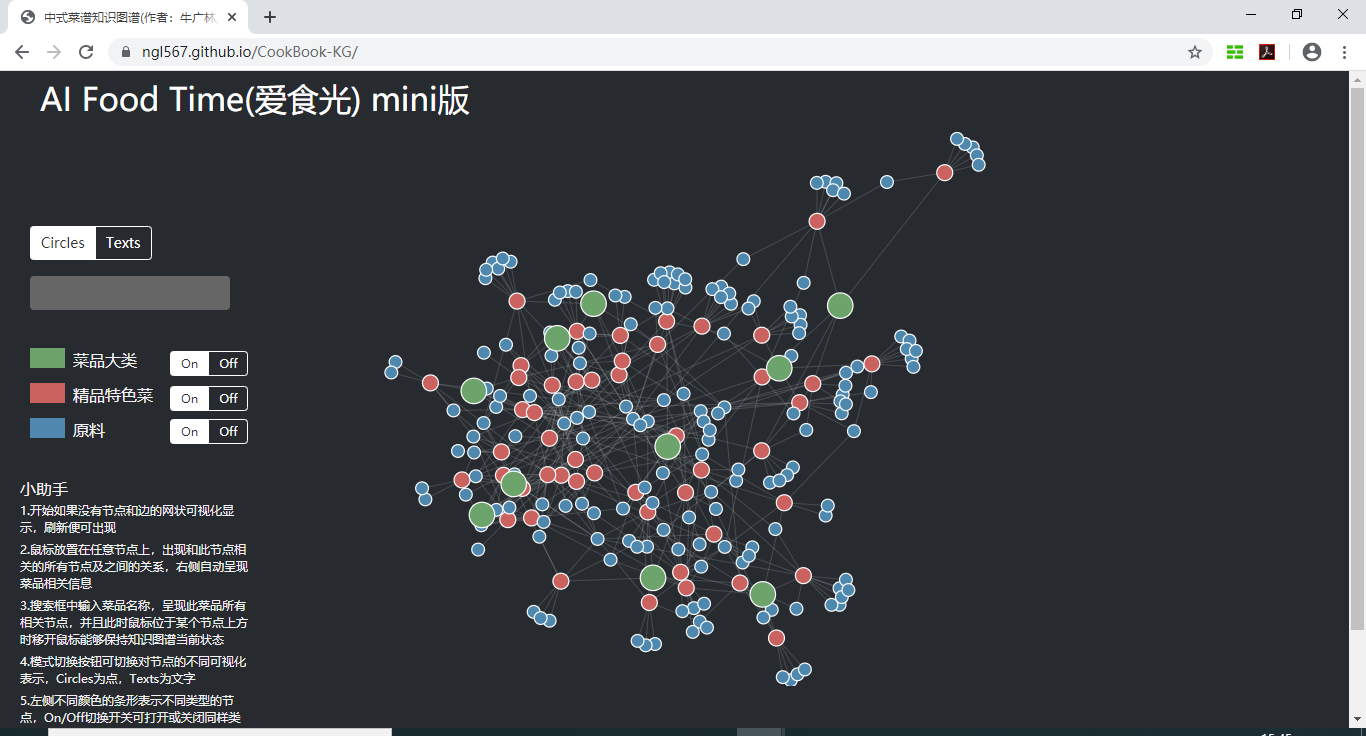 中式菜谱知识图谱(作者：牛广林
ngl567.github.io/CookBook-KG/
AI Food Time(爱食光) mini版
Circles Texts
菜品大类 On Off
精品特色菜 On Off
原料 On Off
小助手
1.开始如果没有节点和边的网状可视化显
示，刷新便可出现
2.鼠标放置在任意节点上，出现和此节点相
关的所有节点及之间的关系，右侧自动呈现
菜品相关信息
3.搜索框中输入菜品名称，呈现此菜品所有
相关节点，并且此时鼠标位于某个节点上方
时移开鼠标能够保持知识图谱当前状态
4.模式切换按钮可切换对节点的不同可视化
表示，Circles为点，Texts为文字
5.左侧不同颜色的条形表示不同类型的节
点，On/Off切换开关可打开或关闭同样类